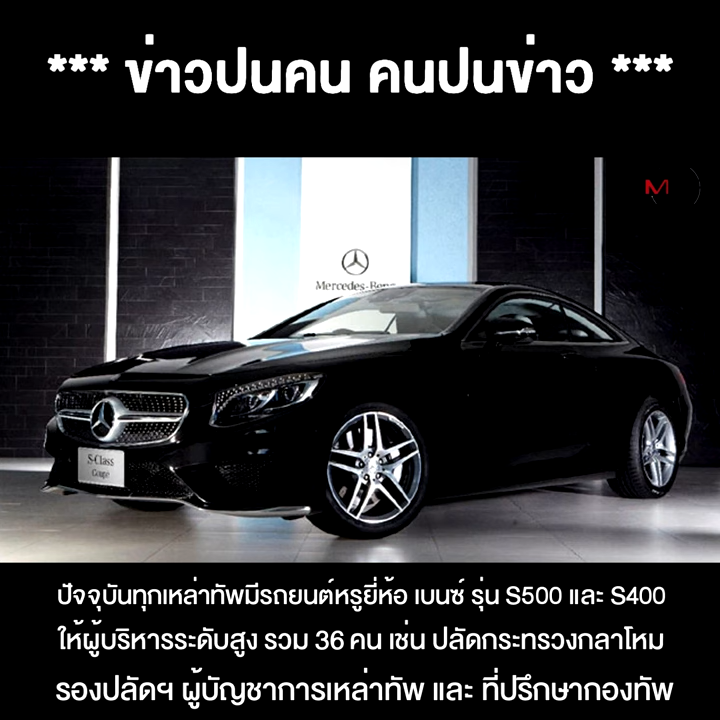 *** ข่าวปนคน คนปนข่าว ***
M
Mercedes-Benz
S-Class
Coupe
ปัจจุบันทุกเหล่าทัพมีรถยนต์หรูยี่ห้อ เบนซ์ รุ่น S500 และ S400
ให้ผู้บริหารระดับสูง รวม 36 คน เช่น ปลัดกระทรวงกลาโหม
รองปลัดฯ ผู้บัญชาการเหล่าทัพ และ ที่ปรึกษากองทัพ